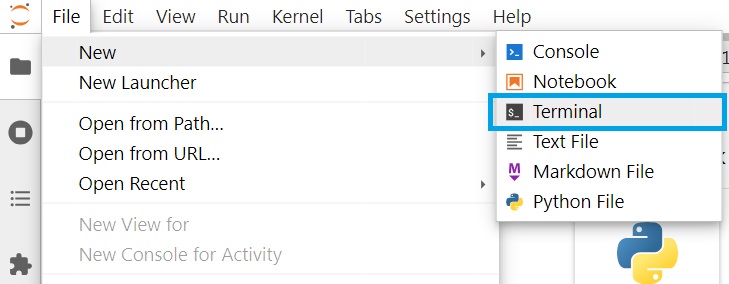 File Edit View Run Kernel Tabs Settings Help
New
New Launcher
Open from Path...
Open from URL...
Open Recent
New View for
New Console for Activity
Console
Notebook
$_ Terminal
Text File
M Markdown File
Python File